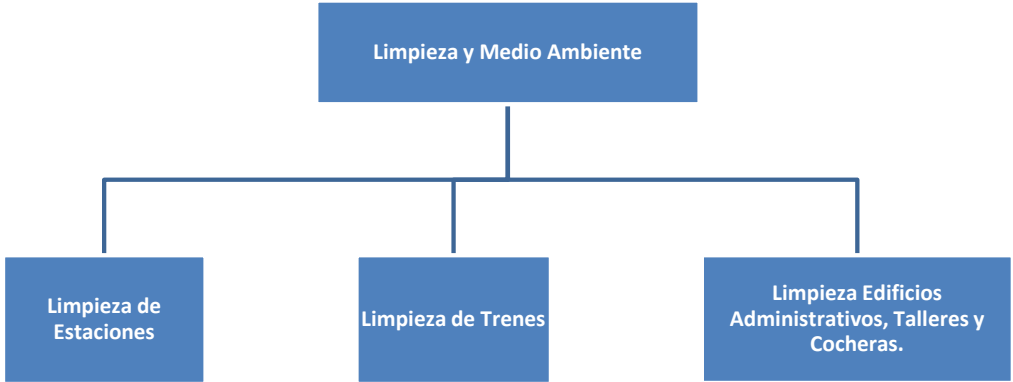 Limpieza y Medio Ambiente
Limpieza de
Estaciones
Limpieza de Trenes
Limpieza Edificios
Administrativos, Talleres y
Cocheras.